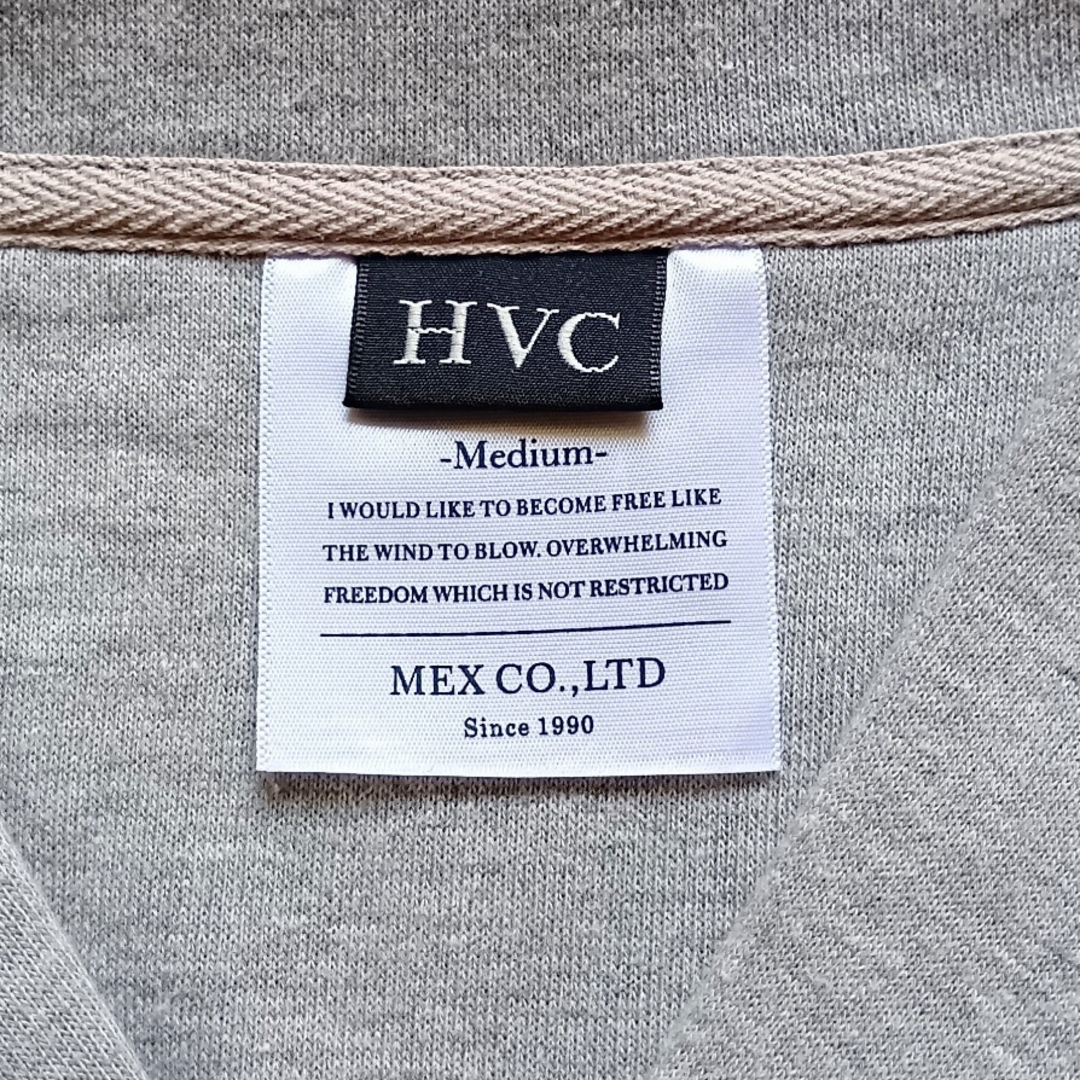 HVC
-Medium-
I WOULD LIKE TO BECOME FREE LIKE
THE WIND TO BLOW. OVERWHELMING
FREEDOM WHICH IS NOT RESTRICTED
MEX CO.,LTD
Since 1990